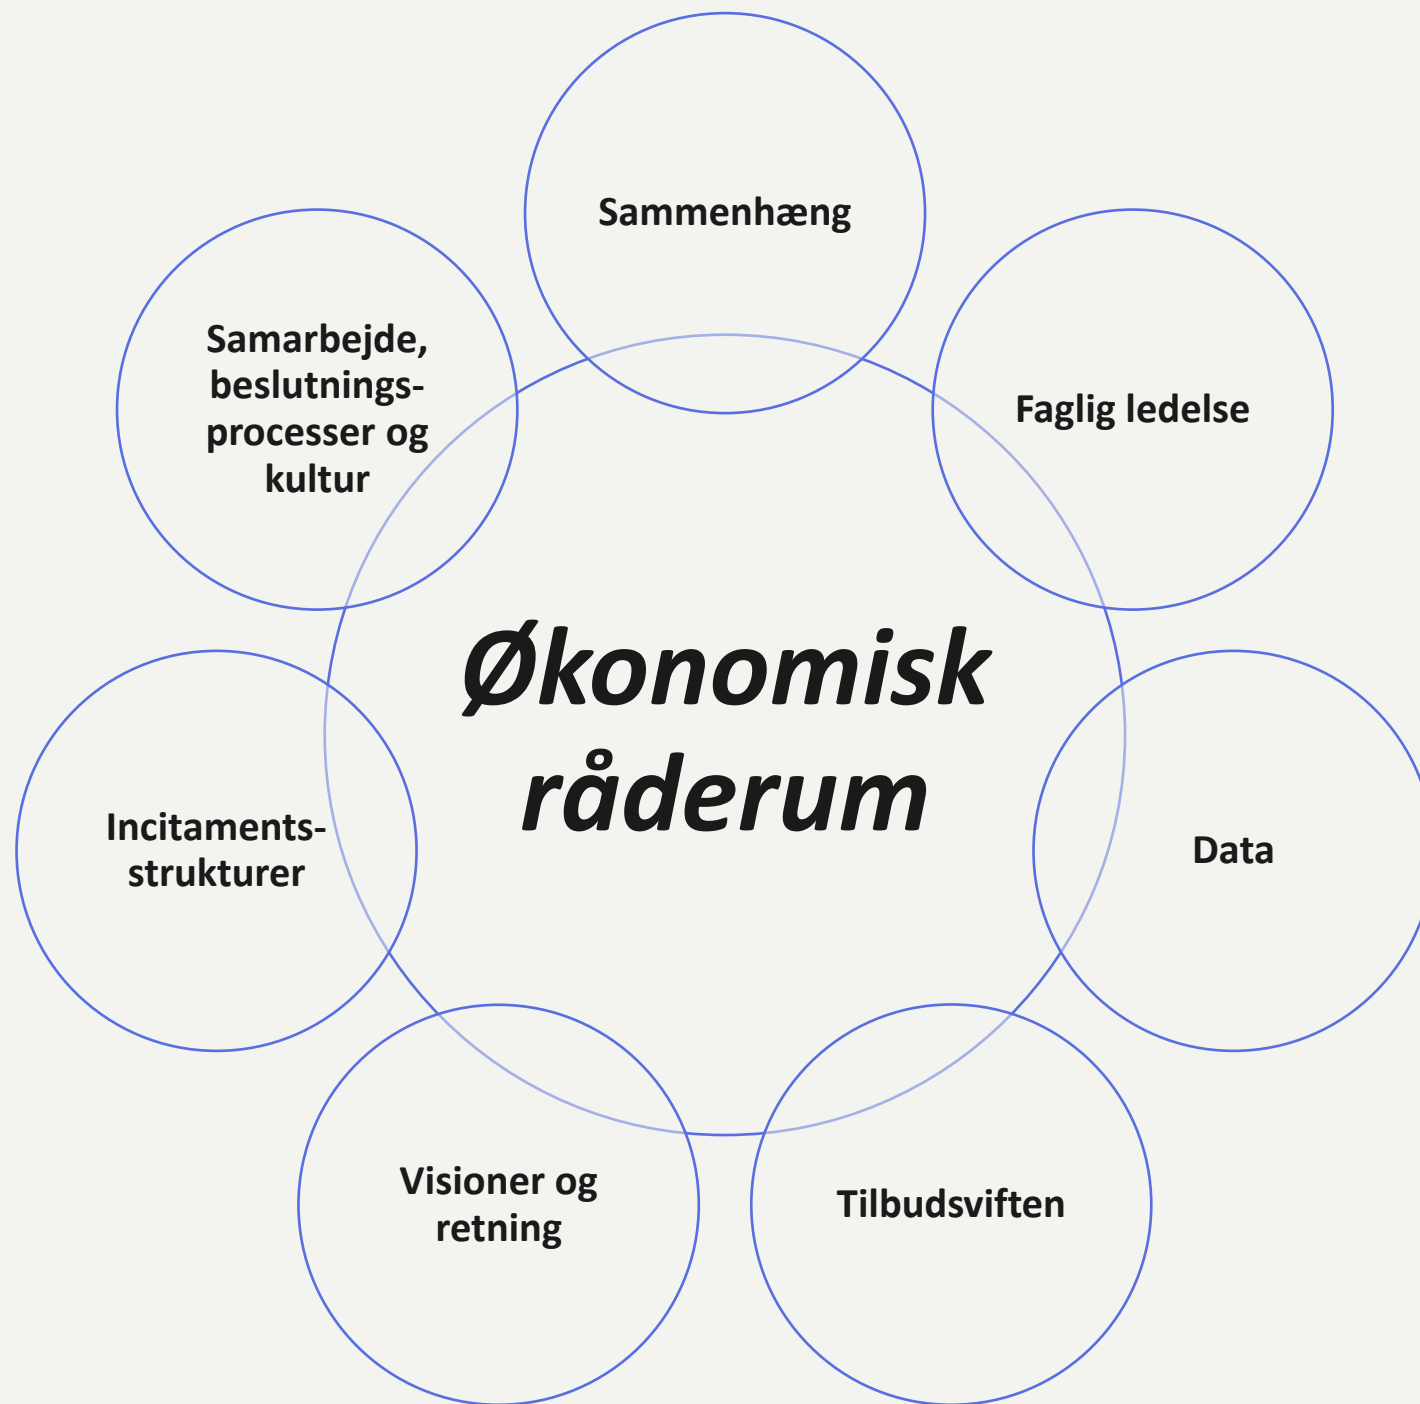 Sammenhæng
Samarbejde,
beslutnings-
processer og
kultur
Faglig ledelse
Økonomisk
råderum
Incitaments-
strukturer
Data
Visioner og
retning
Tilbudsviften